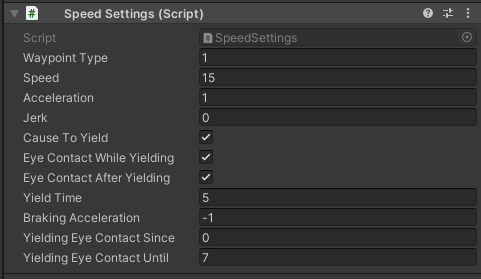 Speed Settings (Script)
Script SpeedSettings
Waypoint Type 1
Speed 15
Acceleration 1
Jerk 0
Cause To Yield
Eye Contact While Yielding
Eye Contact After Yielding
Yield Time 5
Braking Acceleration -1
Yielding Eye Contact Since 0
Yielding Eye Contact Until 7